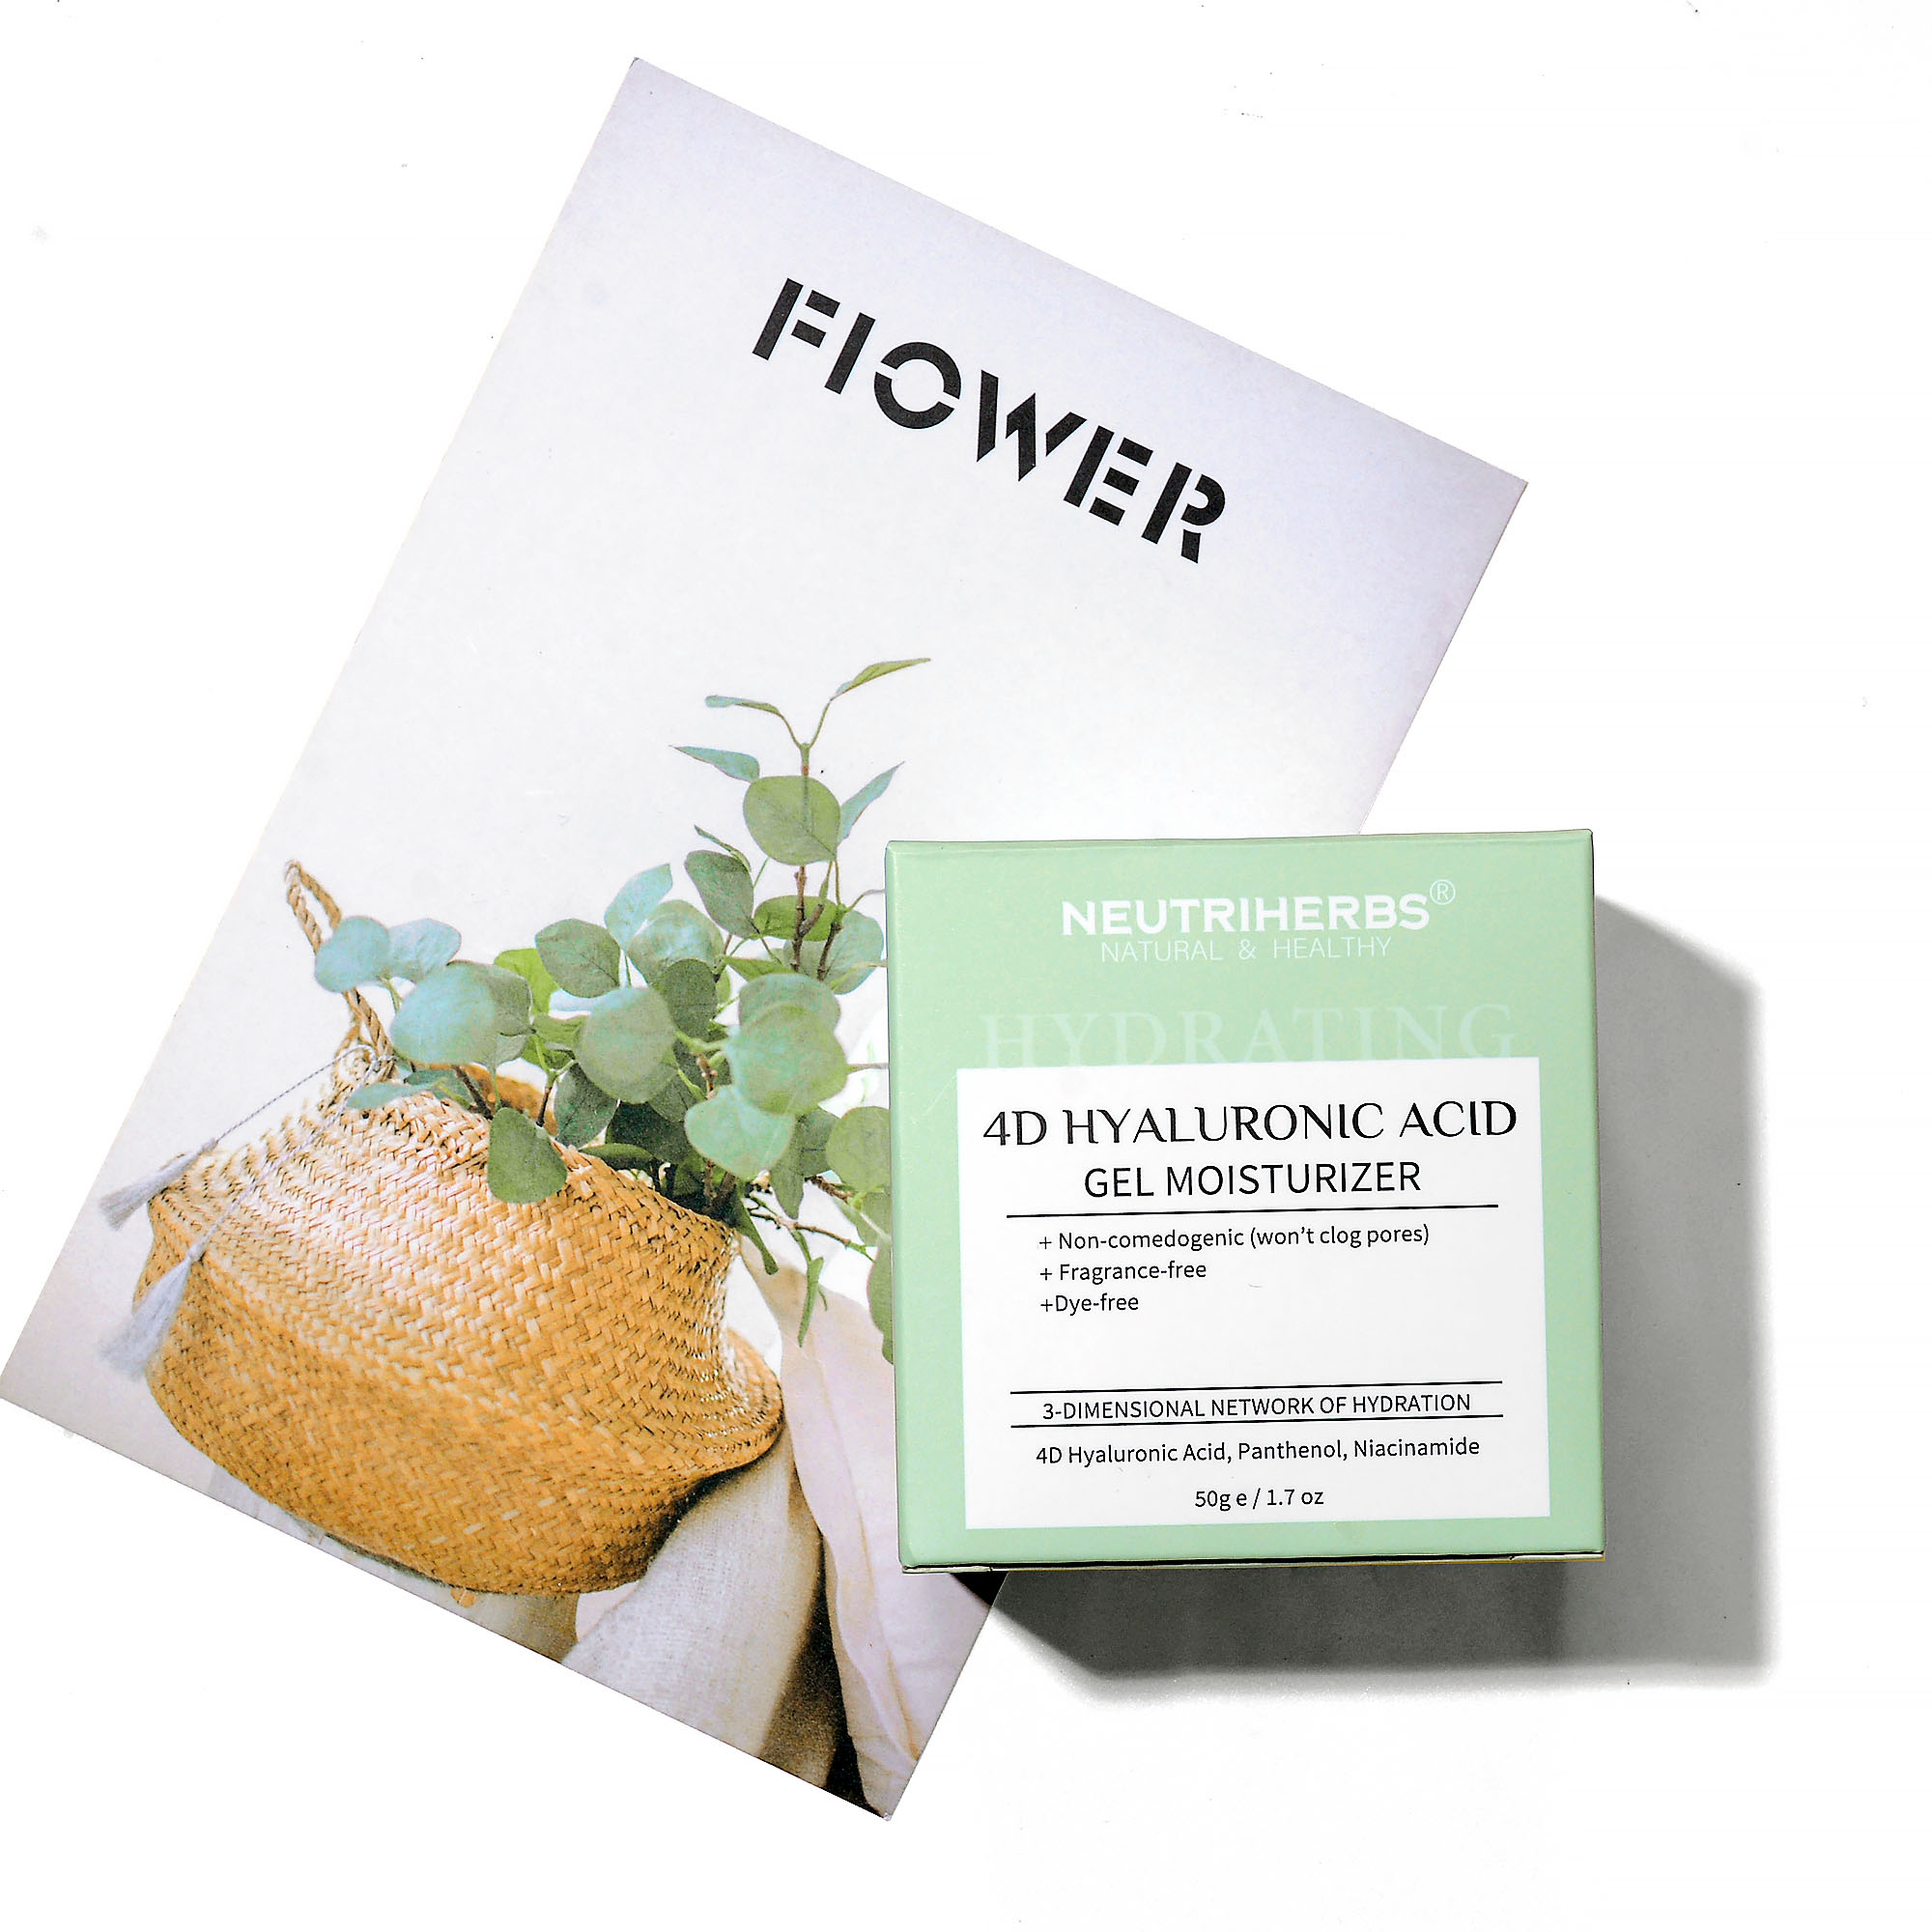 FIOWER
NEUTRIHERBS®
NATURAL & HEALTHY
HYDRATING
4D HYALURONIC ACID
GEL MOISTURIZER
+ Non-comedogenic (won't clog pores)
+ Fragrance-free
+Dye-free
3-DIMENSIONAL NETWORK OF HYDRATION
4D Hyaluronic Acid, Panthenol, Niacinamide
50g e / 1.7 oz